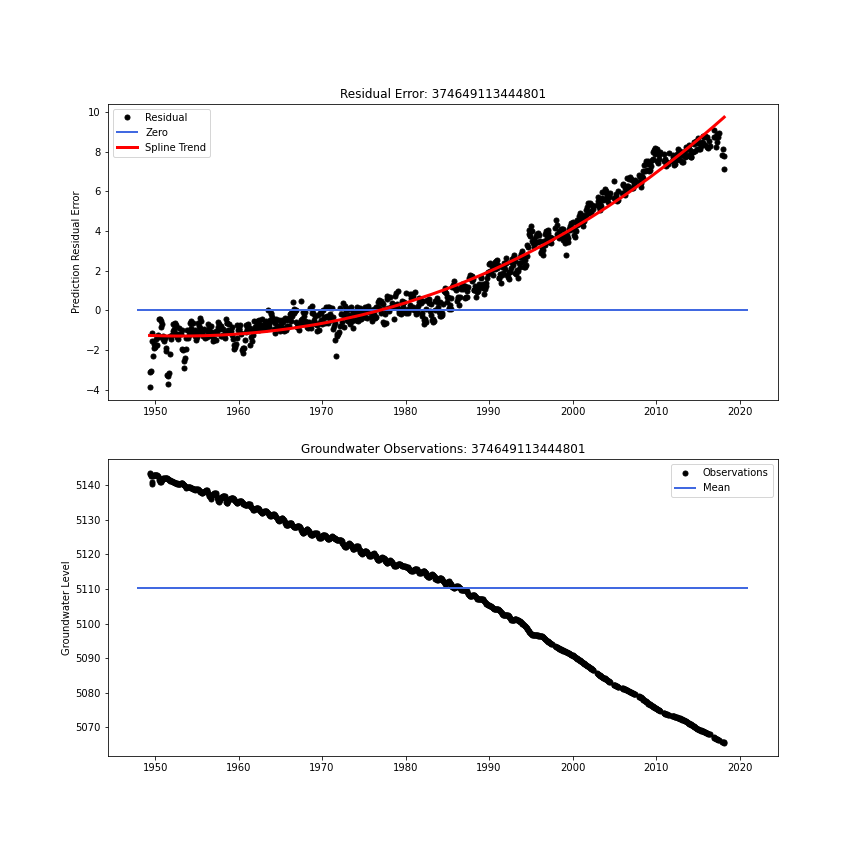 Residual Error: 374649113444801
Residual
Zero
Spline Trend
Prediction Residual Error
10
8
6
4
2
0
−2
−4
1950 1960 1970 1980 1990 2000 2010 2020
Groundwater Observations: 374649113444801
Observations
Mean
Groundwater Level
5140
5130
5120
5110
5100
5090
5080
5070
1950 1960 1970 1980 1990 2000 2010 2020